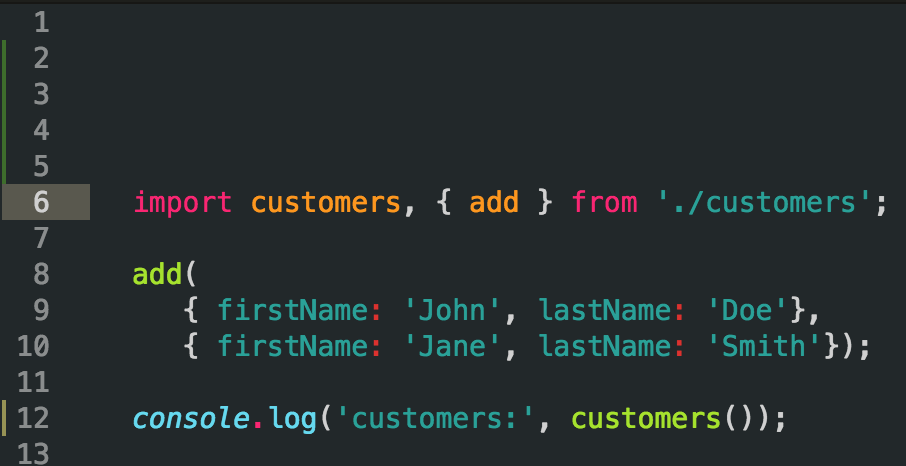 1
2
3
4
5
6 import customers, { add } from './customers';
7
8 add(
9 { firstName: 'John', lastName: 'Doe'},
10 { firstName: 'Jane', lastName: 'Smith'});
11
12 console.log('customers:', customers());
13